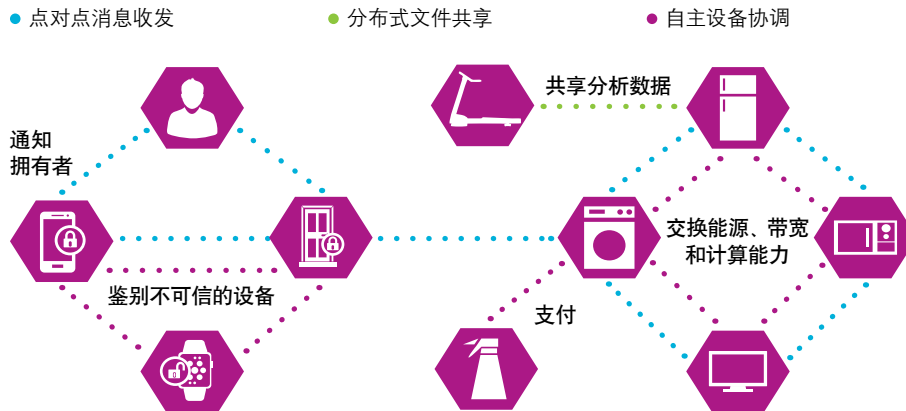 点对点消息收发
分布式文件共享
自主设备协调
通知
拥有者
共享分析数据
交换能源、带宽
和计算能力
鉴别不可信的设备
支付